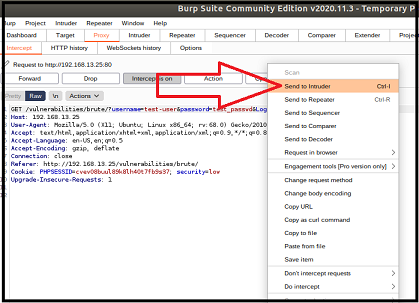 Burp Suite Community Edition v2020.11.3 - Temporary P
Burp Project Intruder Repeater Window Help
Dashboard Target Proxy Intruder Repeater Sequencer Decoder Comparer Extender
Intercept HTTP history WebSockets history Options
Request to http://192.168.13.25:80
Forward Drop Intercept is on Action
Pretty Raw \n Actions
GET /vulnerabilities/brute/?username=test-user&password=test_passwd&Log
Host: 192.168.13.25
User-Agent: Mozilla/5.0 (X11; Ubuntu; Linux x86_64; rv:68.0) Gecko/2010
Accept: text/html,application/xhtml+xml,application/xml;q=0.9,*/*;q=0.8
Accept-Language: en-US,en;q=0.5
Accept-Encoding: gzip, deflate
Connection: close
Referer: http://192.168.13.25/vulnerabilities/brute/
Cookie: PHPSESSID=cvev08buul89k8lh40t7fb9s37; security=low
Upgrade-Insecure-Requests: 1
Scan
Send to Intruder Ctrl-I
Send to Repeater Ctrl-R
Send to Sequencer
Send to Comparer
Send to Decoder
Request in browser
Engagement tools [Pro version only]
Change request method
Change body encoding
Copy URL
Copy as curl command
Copy to file
Paste from file
Save item
Don't intercept requests
Do intercept